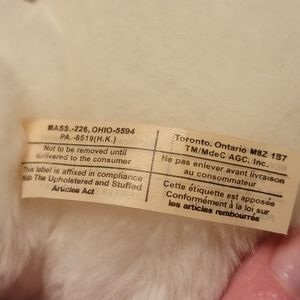 MASS.-226, OHIO-5594
PA.-8519(H.K.)
Not to be removed until
delivered to the consumer
This label is affixed in compliance
With The Upholstered and Stuffed
Articles Act
Toronto, Ontario M8Z 1S7
TM/MdeC AGC. Inc.
Ne pas enlever avant livraison
au consommateur
Cette étiquette est apposée
Conformément à la loi sur
les articles rembourrés